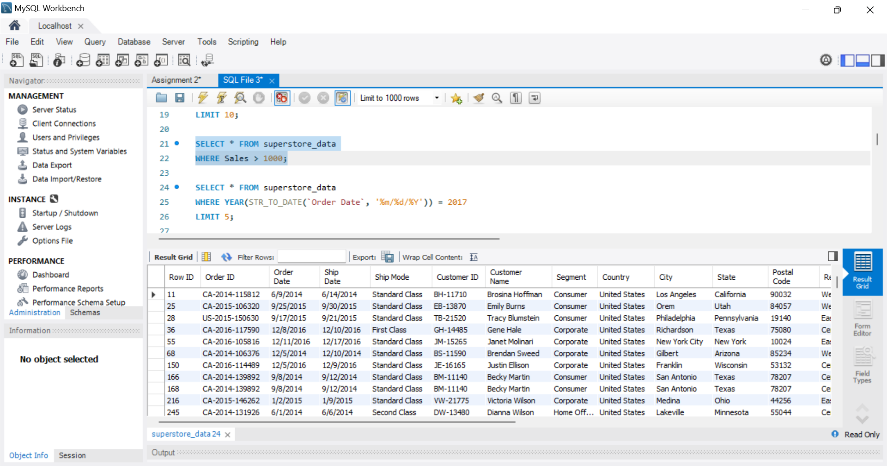 MySQL Workbench
Localhost
File Edit View Query Database Server Tools Scripting Help
Navigator
MANAGEMENT
Server Status
Client Connections
Users and Privileges
Status and System Variables
Data Export
Data Import/Restore
INSTANCE
Startup / Shutdown
Server Logs
Options File
PERFORMANCE
Dashboard
Performance Reports
Performance Schema Setup
Administration Schemas
Information
No object selected
Object Info Session
Assignment 2* SQL File 3*
Limit to 1000 rows
19 LIMIT 10;
20
21 SELECT * FROM superstore_data
22 WHERE Sales > 1000;
23
24 SELECT * FROM superstore_data
25 WHERE YEAR(STR_TO_DATE(`Order Date`, '%m/%d/%Y')) = 2017
26 LIMIT 5;
27
Result Grid Filter Rows: Export: Wrap Cell Content:
Row ID Order ID Order Date Ship Date Ship Mode Customer ID Customer Name Segment Country City State Postal Code Re
11 CA-2014-115812 6/9/2014 6/14/2014 Standard Class BH-11710 Brosina Hoffman Consumer United States Los Angeles California 90032 We
25 CA-2015-106320 9/25/2015 9/30/2015 Standard Class EB-13870 Emily Burns Consumer United States Orem Utah 84057 We
28 US-2015-150630 9/17/2015 9/21/2015 Standard Class TB-21520 Tracy Blumstein Consumer United States Philadelphia Pennsylvania 19140 Eas
36 CA-2016-117590 12/8/2016 12/10/2016 First Class GH-14485 Gene Hale Corporate United States Richardson Texas 75080 Ce
55 CA-2016-105816 12/11/2016 12/17/2016 Standard Class JM-15265 Janet Molinari Corporate United States New York City New York 10024 Eas
68 CA-2014-106376 12/5/2014 12/10/2014 Standard Class BS-11590 Brendan Sweed Corporate United States Gilbert Arizona 85234 We
150 CA-2016-114489 12/5/2016 12/9/2016 Standard Class JE-16165 Justin Ellison Corporate United States Franklin Wisconsin 53132 Ce
166 CA-2014-139892 9/8/2014 9/12/2014 Standard Class BM-11140 Becky Martin Consumer United States San Antonio Texas 78207 Ce
168 CA-2014-139892 9/8/2014 9/12/2014 Standard Class BM-11140 Becky Martin Consumer United States San Antonio Texas 78207 Ce
216 CA-2015-146262 1/2/2015 1/9/2015 Standard Class VW-21775 Victoria Wilson Corporate United States Medina Ohio 44256 Eas
245 CA-2014-131926 6/1/2014 6/6/2014 Second Class DW-13480 Dianna Wilson Home Off... United States Lakeville Minnesota 55044 Ce
Result Grid
Form Editor
Field Types
superstore_data 24
Read Only
Output